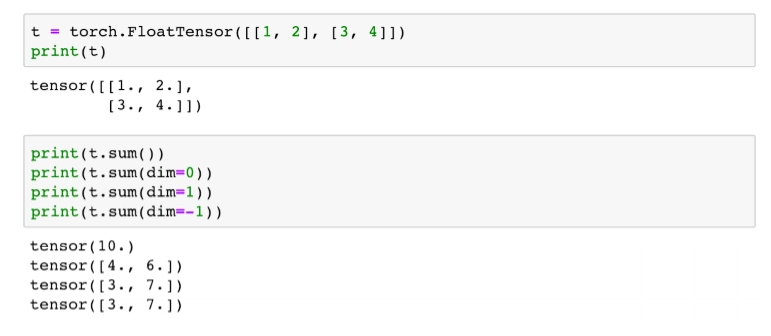 t = torch.FloatTensor([[1, 2], [3, 4]])
print(t)
tensor([[1., 2.],
        [3., 4.]])
print(t.sum())
print(t.sum(dim=0))
print(t.sum(dim=1))
print(t.sum(dim=-1))
tensor(10.)
tensor([4., 6.])
tensor([3., 7.])
tensor([3., 7.])